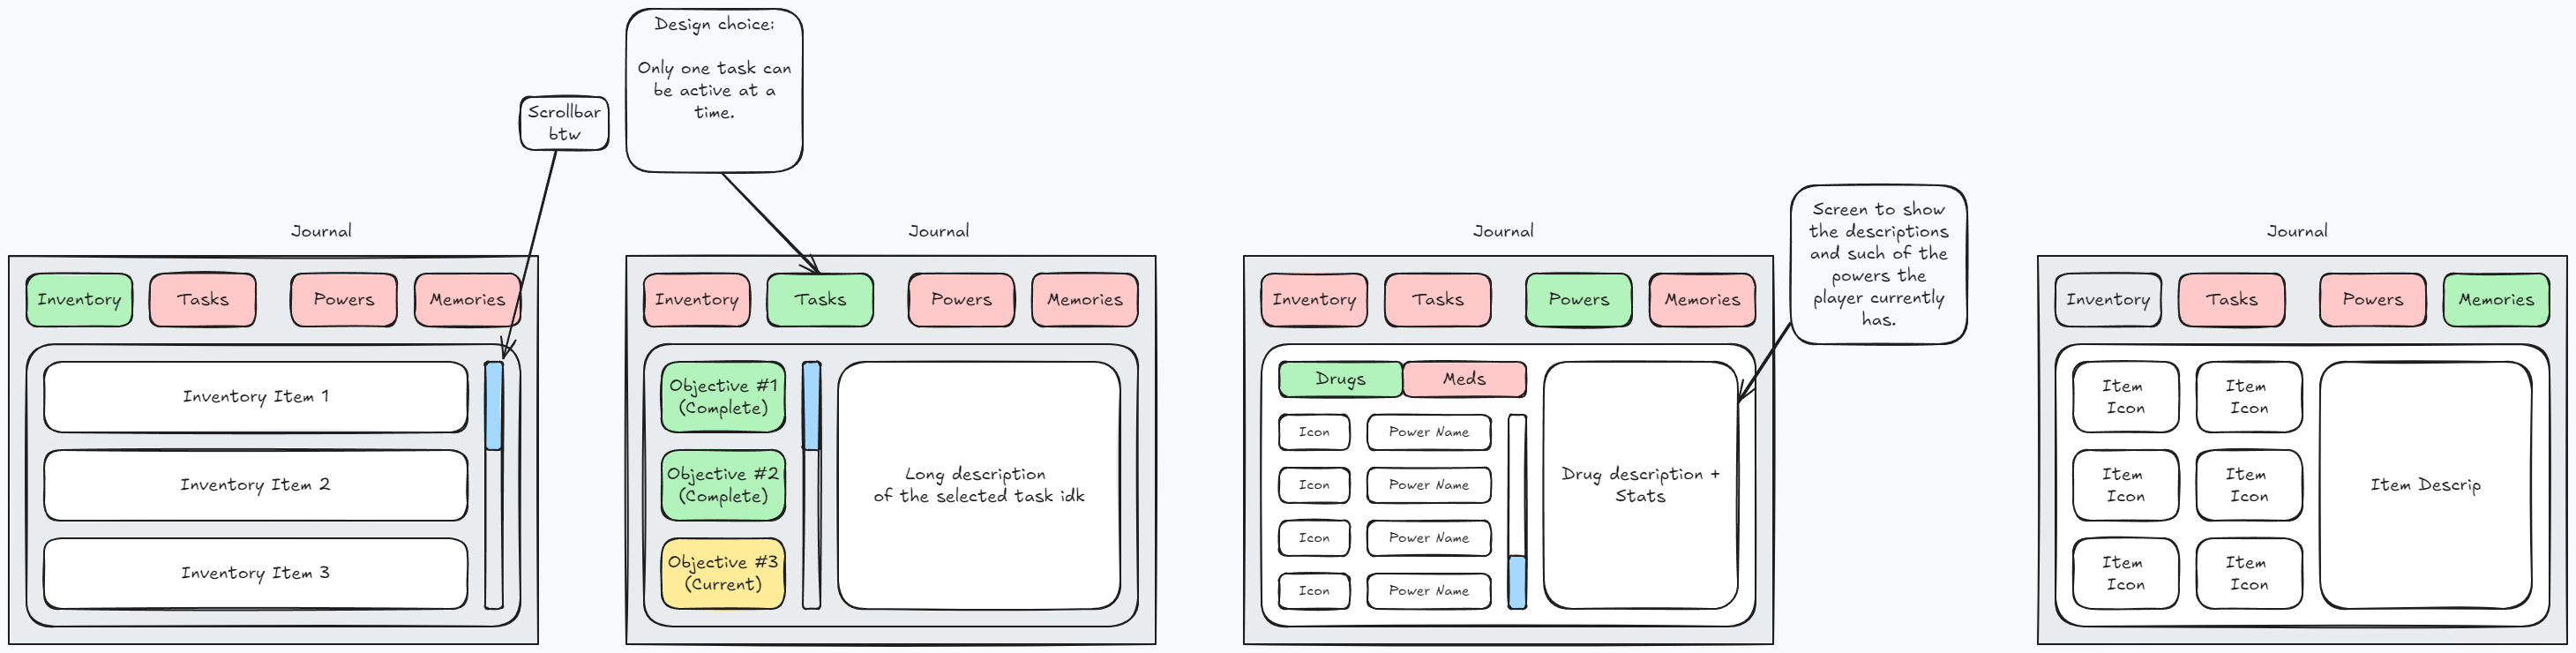 Design choice:
Only one task can
be active at a
time.
Scrollbar
btw
Screen to show
the descriptions
and such of the
powers the
player currently
has.
Journal
Inventory
Tasks
Powers
Memories
Inventory Item 1
Inventory Item 2
Inventory Item 3
Journal
Inventory
Tasks
Powers
Memories
Objective #1
(Complete)
Objective #2
(Complete)
Objective #3
(Current)
Long description
of the selected task idk
Journal
Inventory
Tasks
Powers
Memories
Drugs
Meds
Icon
Power Name
Icon
Power Name
Icon
Power Name
Icon
Power Name
Drug description +
Stats
Journal
Inventory
Tasks
Powers
Memories
Item
Icon
Item
Icon
Item
Icon
Item
Icon
Item
Icon
Item
Icon
Item Descrip